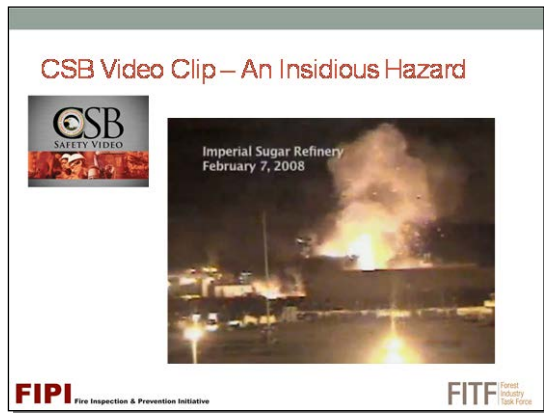 CSB Video Clip – An Insidious Hazard
CSB
SAFETY VIDEO
Imperial Sugar Refinery
February 7, 2008
FIPI Fire Inspection & Prevention Initiative
FITF
Forest
Industry
Task Force